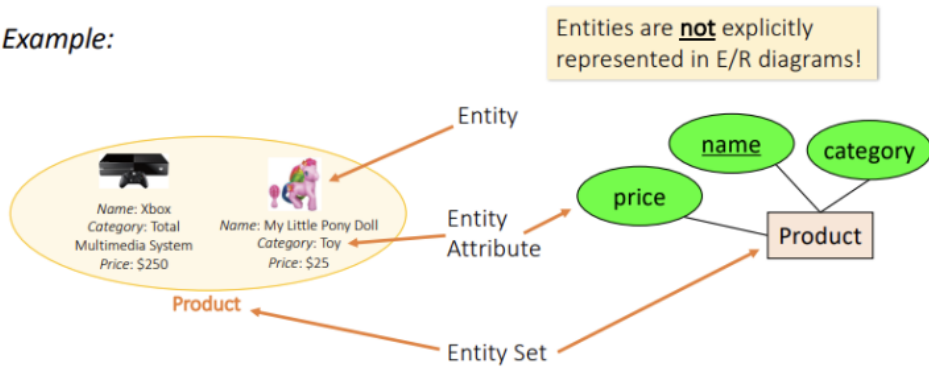 Example:
Entities are not explicitly
represented in E/R diagrams!
Entity
name
category
price
Name: Xbox
Category: Total
Multimedia System
Price: $250
Name: My Little Pony Doll
Category: Toy
Price: $25
Entity
Attribute
Product
Product
Entity Set